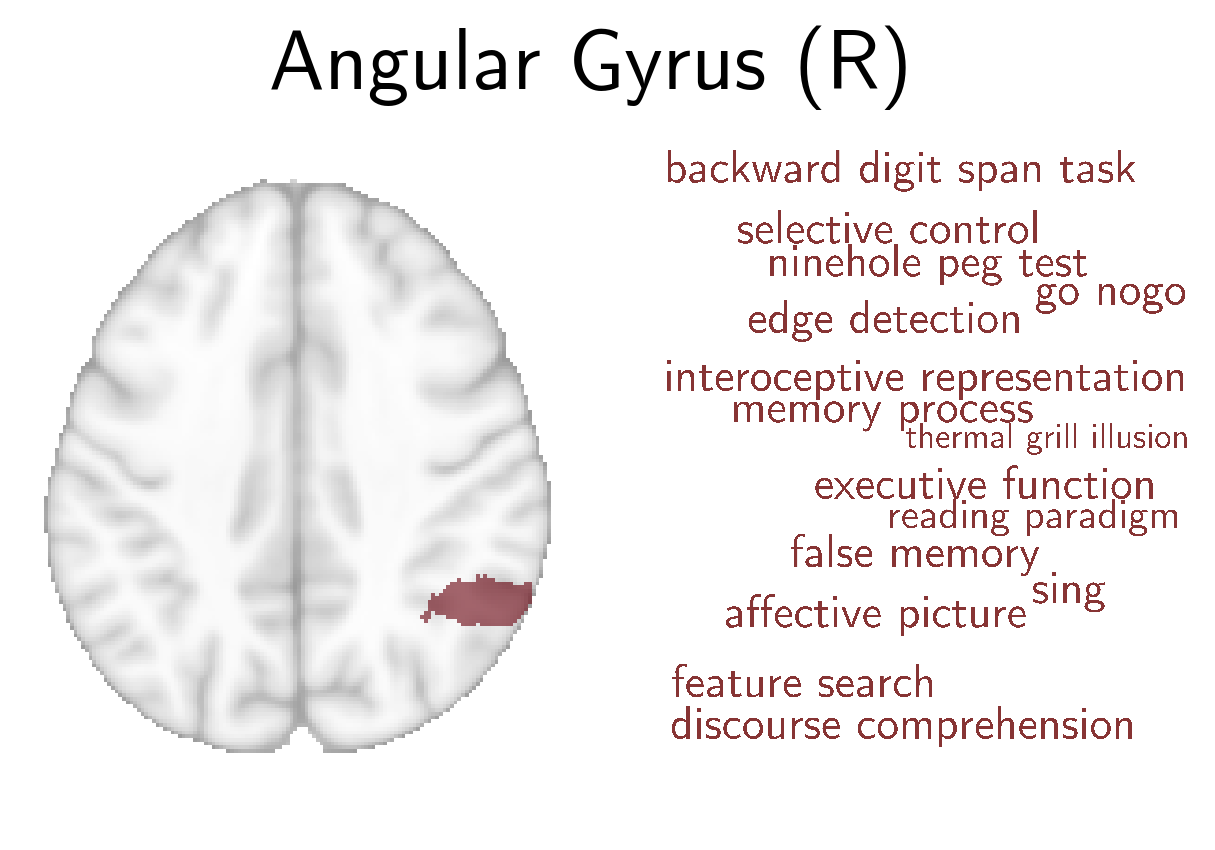 Angular Gyrus (R)
backward digit span task
selective control
ninehole peg test
go nogo
edge detection
interoceptive representation
memory process
thermal grill illusion
executive function
reading paradigm
false memory
sing
affective picture
feature search
discourse comprehension